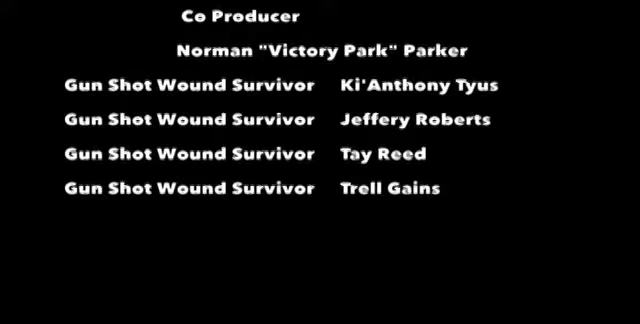 Co Producer
Norman "Victory Park" Parker
Gun Shot Wound Survivor Ki'Anthony Tyus
Gun Shot Wound Survivor Jeffery Roberts
Gun Shot Wound Survivor Tay Reed
Gun Shot Wound Survivor Trell Gains